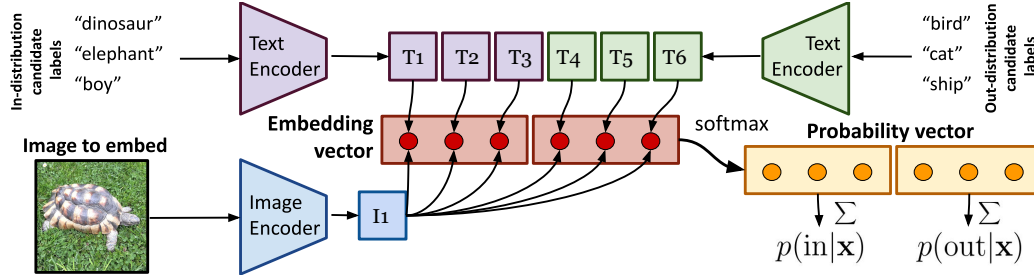 In-distribution
candidate
labels
“dinosaur”
“elephant”
“boy”
Text
Encoder
T1 T2 T3 T4 T5 T6
Text
Encoder
“bird”
“cat”
“ship”
Out-distribution
candidate
labels
Embedding
vector
softmax
Probability vector
Image to embed
Image
Encoder
I1
Σ Σ
p(in|x) p(out|x)